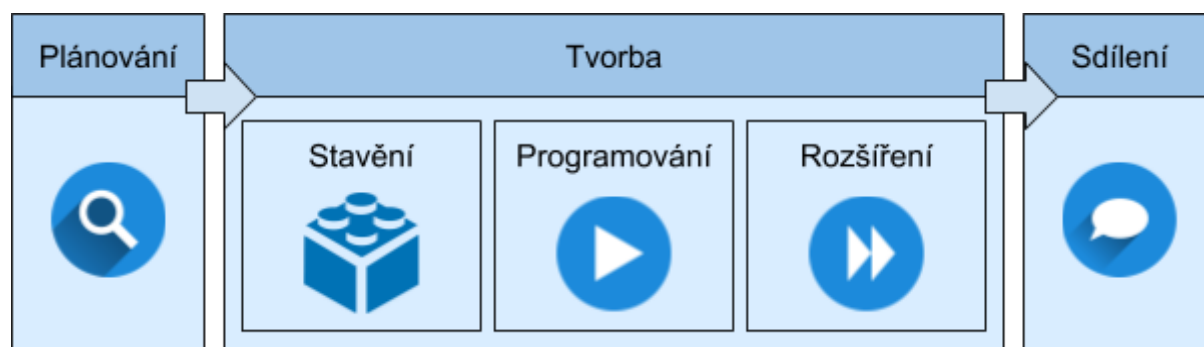 Plánování
Tvorba
Sdílení
Stavění
Programování
Rozšíření